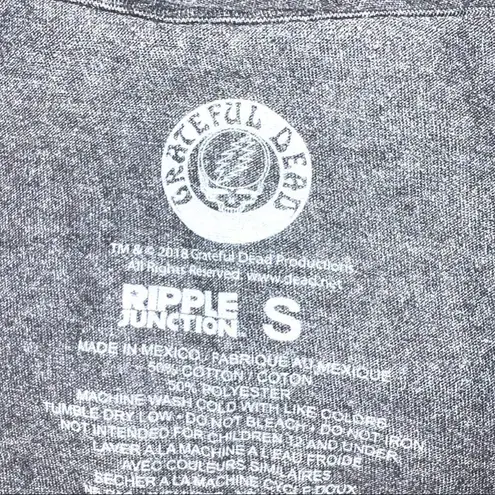 GRATEFUL DEAD
TM & © 2018 Grateful Dead Productions.
All Rights Reserved. www.dead.net
RIPPLE
JUNCTION
S
MADE IN MEXICO. FABRIQUE AU MEXIQUE
50% COTTON / COTON
50% POLYESTER
MACHINE WASH COLD WITH LIKE COLORS
TUMBLE DRY LOW • DO NOT BLEACH / DO NOT IRON
NOT INTENDED FOR CHILDREN 12 AND UNDER
LAVER A LA MACHINE A L'EAU FROIDE
AVEC COULEURS SIMILAIRES
SECHER A LA MACHINE CYCLE DOUX